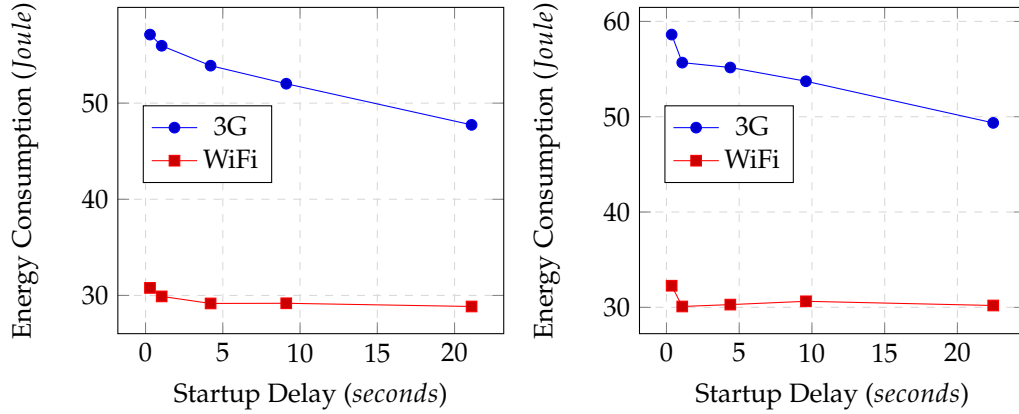 Energy Consumption (Joule)
50
40
30
3G
WiFi
0 5 10 15 20
Startup Delay (seconds)
Energy Consumption (Joule)
60
50
40
30
3G
WiFi
0 5 10 15 20
Startup Delay (seconds)